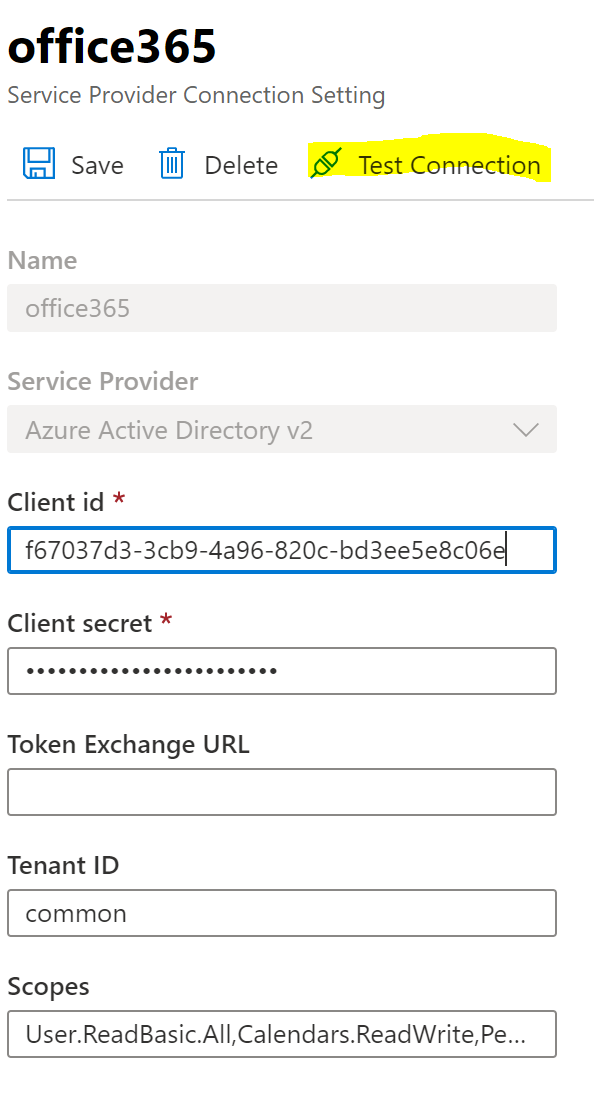 office365
Service Provider Connection Setting
Save Delete Test Connection
Name
office365
Service Provider
Azure Active Directory v2
Client id *
f67037d3-3cb9-4a96-820c-bd3ee5e8c06e
Client secret *
••••••••••••••••••••••••
Token Exchange URL
Tenant ID
common
Scopes
User.ReadBasic.All,Calendars.ReadWrite,Pe...